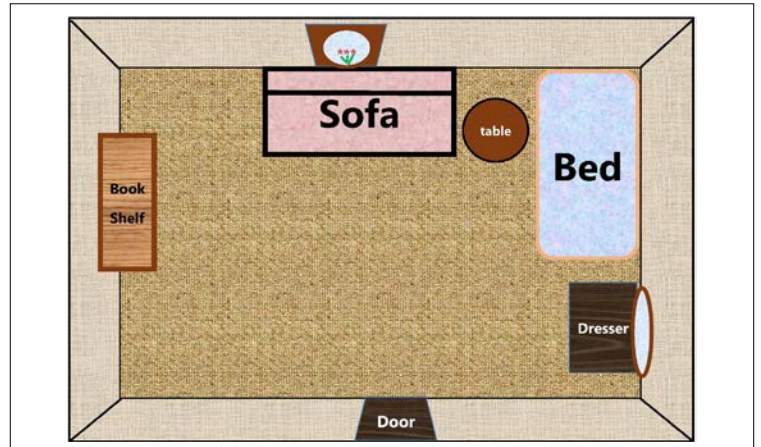 Sofa
table
Bed
Book
Shelf
Dresser
Door